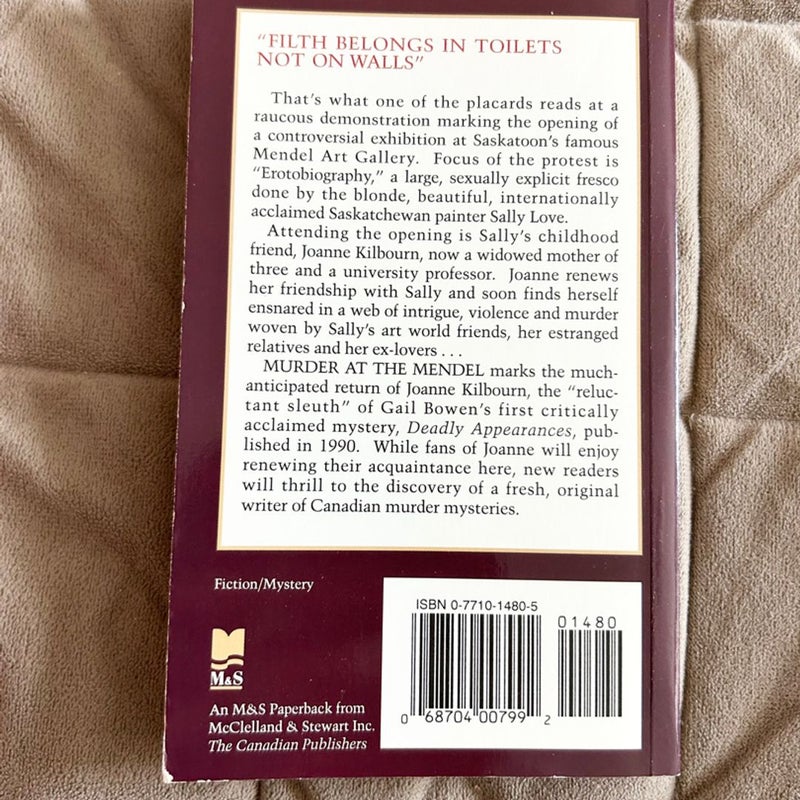 "FILTH BELONGS IN TOILETS
NOT ON WALLS"
That's what one of the placards reads at a
raucous demonstration marking the opening of
a controversial exhibition at Saskatoon's famous
Mendel Art Gallery. Focus of the protest is
"Erotobiography," a large, sexually explicit fresco
done by the blonde, beautiful, internationally
acclaimed Saskatchewan painter Sally Love.
Attending the opening is Sally's childhood
friend, Joanne Kilbourn, now a widowed mother of
three and a university professor. Joanne renews
her friendship with Sally and soon finds herself
ensnared in a web of intrigue, violence and murder
woven by Sally's art world friends, her estranged
relatives and her ex-lovers . . .
MURDER AT THE MENDEL marks the much-
anticipated return of Joanne Kilbourn, the "reluc-
tant sleuth" of Gail Bowen's first critically
acclaimed mystery, Deadly Appearances, pub-
lished in 1990. While fans of Joanne will enjoy
renewing their acquaintance here, new readers
will thrill to the discovery of a fresh, original
writer of Canadian murder mysteries.
Fiction/Mystery
ISBN 0-7710-1480-5
01480
0 68704 00799 2
M&S
An M&S Paperback from
McClelland & Stewart Inc.
The Canadian Publishers